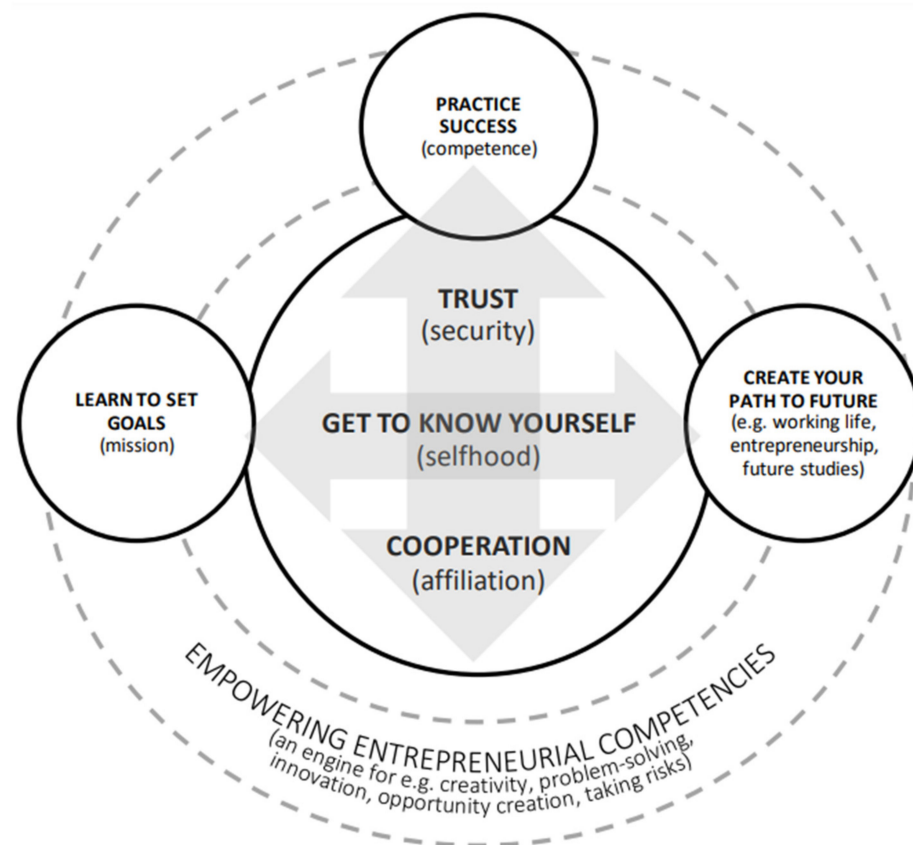 PRACTICE
SUCCESS
(competence)
TRUST
(security)
LEARN TO SET
GOALS
(mission)
GET TO KNOW YOURSELF
(selfhood)
CREATE YOUR
PATH TO FUTURE
(e.g. working life,
entrepreneurship,
future studies)
COOPERATION
(affiliation)
EMPOWERING ENTREPRENEURIAL COMPETENCIES
(an engine for e.g. creativity, problem-solving,
innovation, opportunity creation, taking risks)